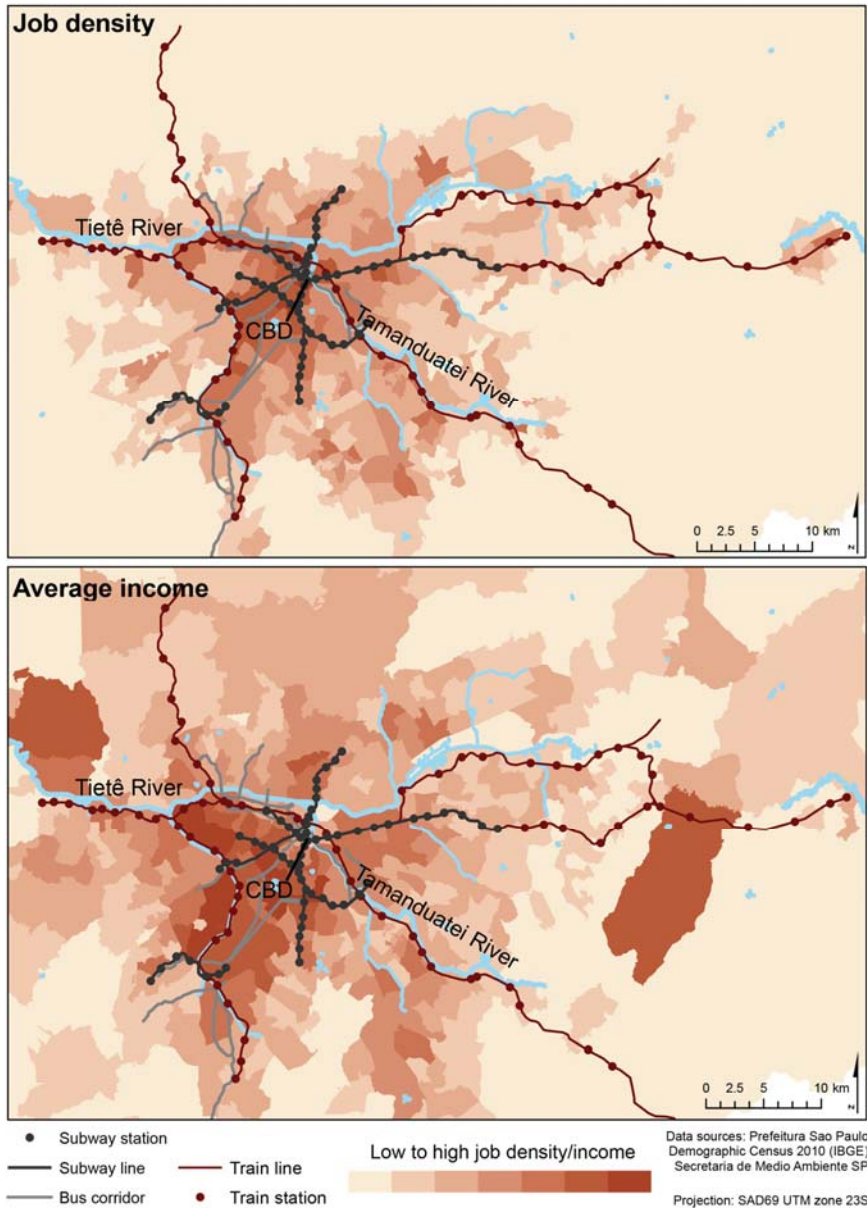 Job density
Tietê River
CBD
Tamanduatei River
0 2.5 5 10 km
N
Average income
Tietê River
CBD
Tamanduatei River
0 2.5 5 10 km
N
Subway station
Subway line
Bus corridor
Train line
Train station
Low to high job density/income
Data sources: Prefeitura Sao Paulo
Demographic Census 2010 (IBGE)
Secretaria de Medio Ambiente SP
Projection: SAD69 UTM zone 23S